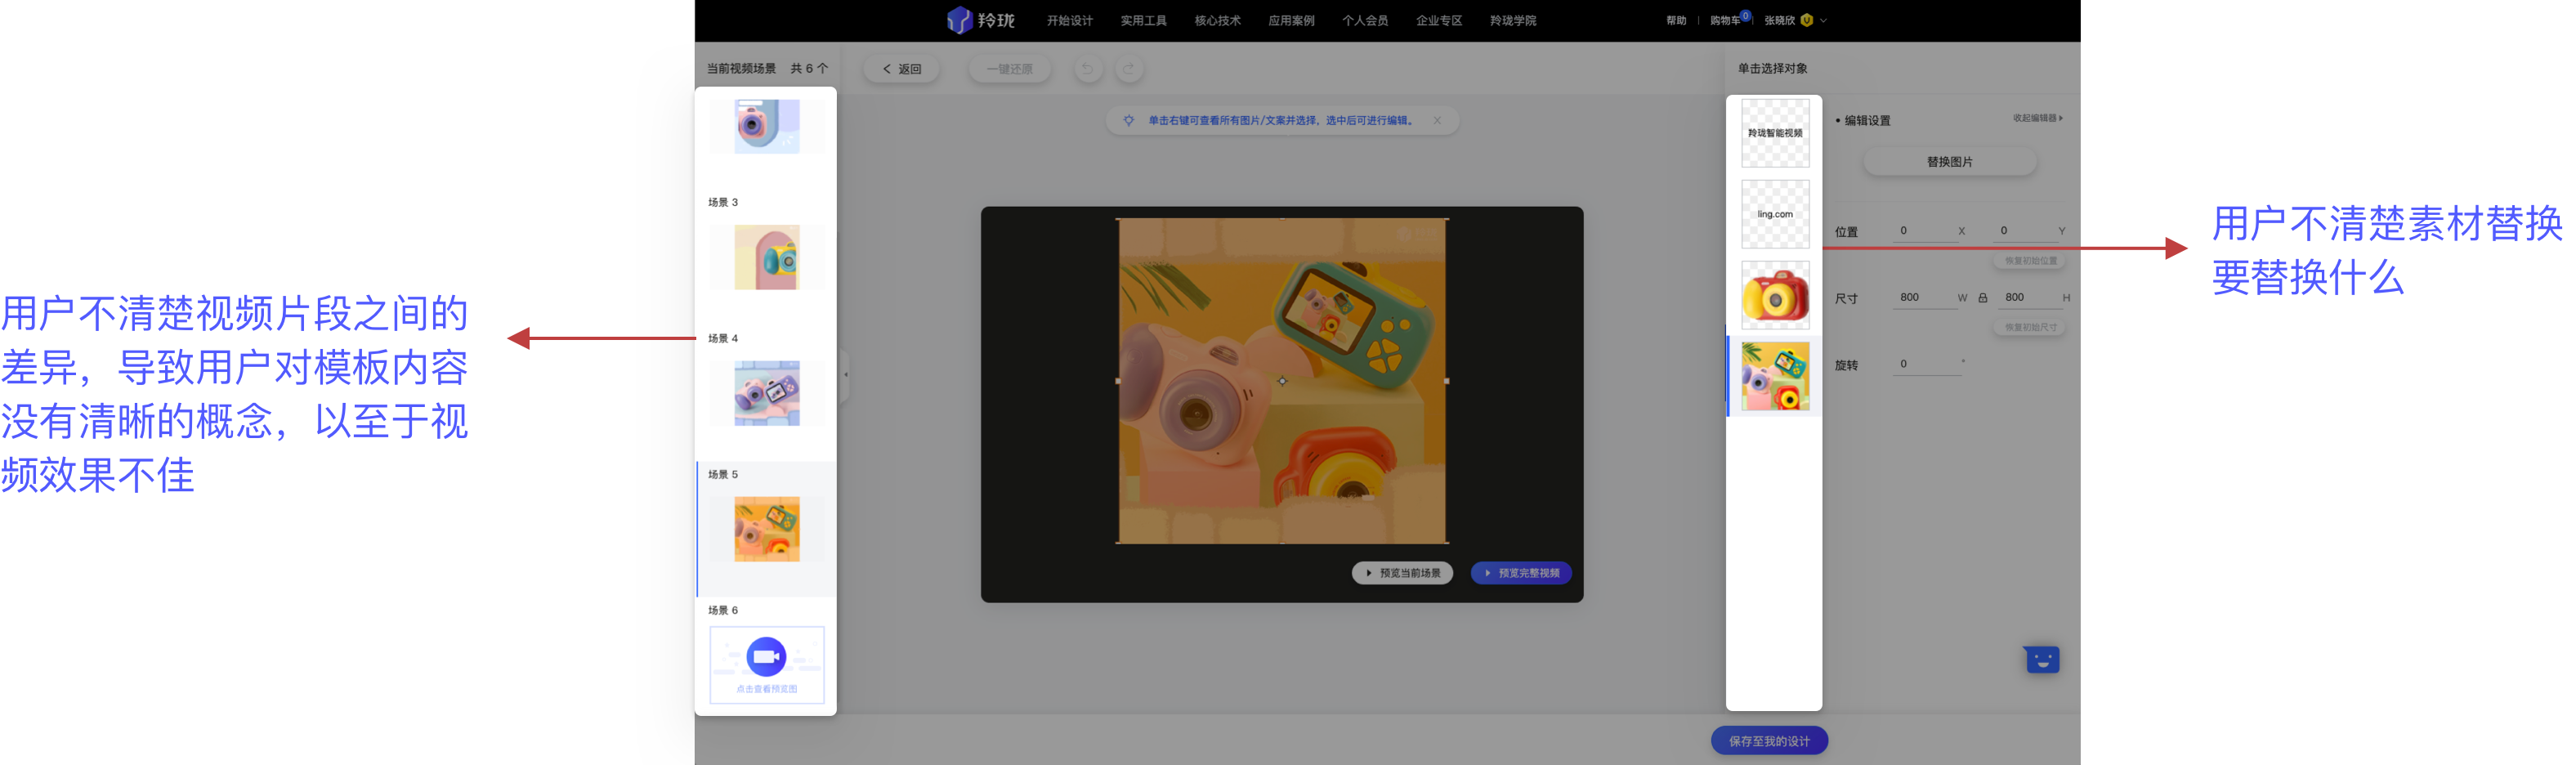 羚珑
开始设计
实用工具
核心技术
应用案例
个人会员
企业专区
羚珑学院
帮助
购物车
0
张晓欣
当前视频场景 共 6 个
返回
一键还原
单击选择对象
单击右键可查看所有图片/文案并选择，选中后可进行编辑。
场景 3
场景 4
场景 5
场景 6
点击查看预览图
预览当前场景
预览完整视频
羚珑智能视频
ling.com
• 编辑设置
收起编辑器
替换图片
位置 0 X 0 Y
恢复初始位置
尺寸 800 W 800 H
恢复初始尺寸
旋转 0 °
保存至我的设计
用户不清楚视频片段之间的
差异，导致用户对模板内容
没有清晰的概念，以至于视
频效果不佳
用户不清楚素材替换
要替换什么